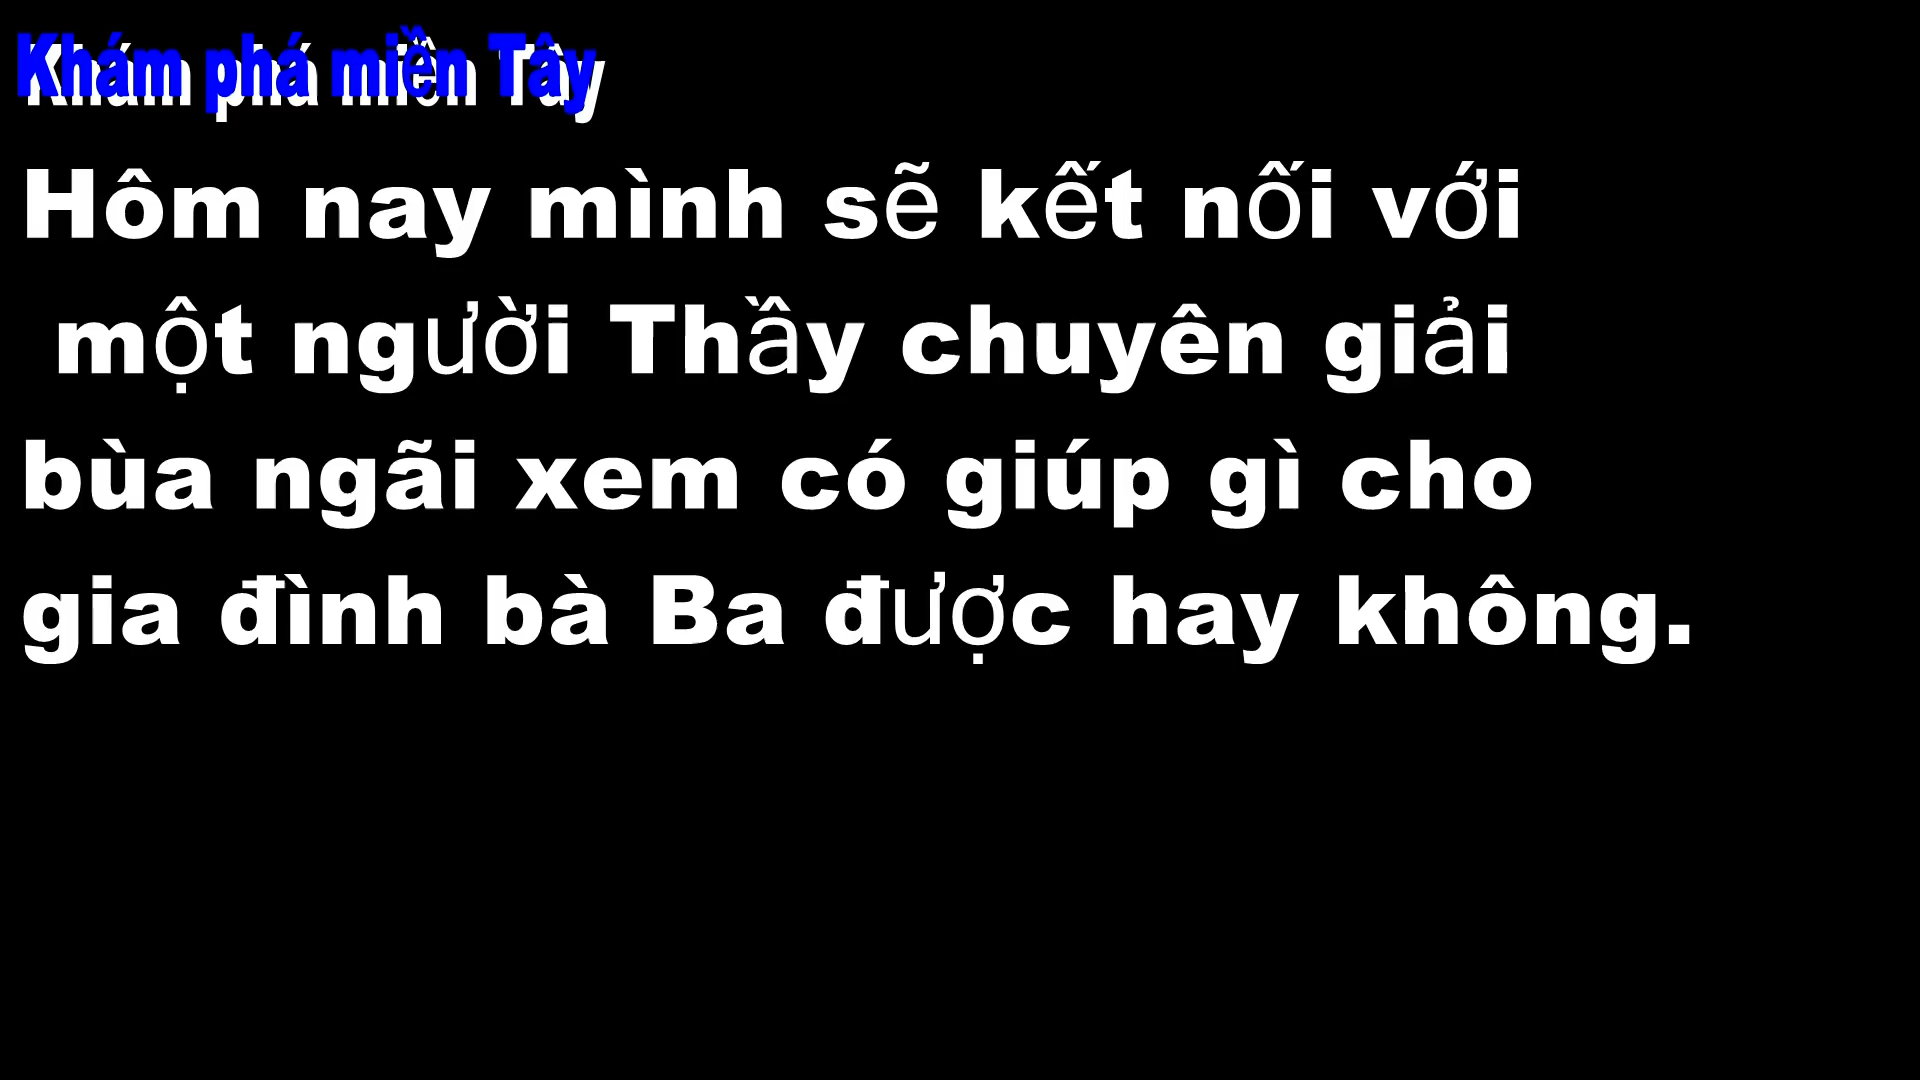 Khám phá miền Tây
Hôm nay mình sẽ kết nối với
một người Thầy chuyên giải
bùa ngãi xem có giúp gì cho
gia đình bà Ba được hay không.